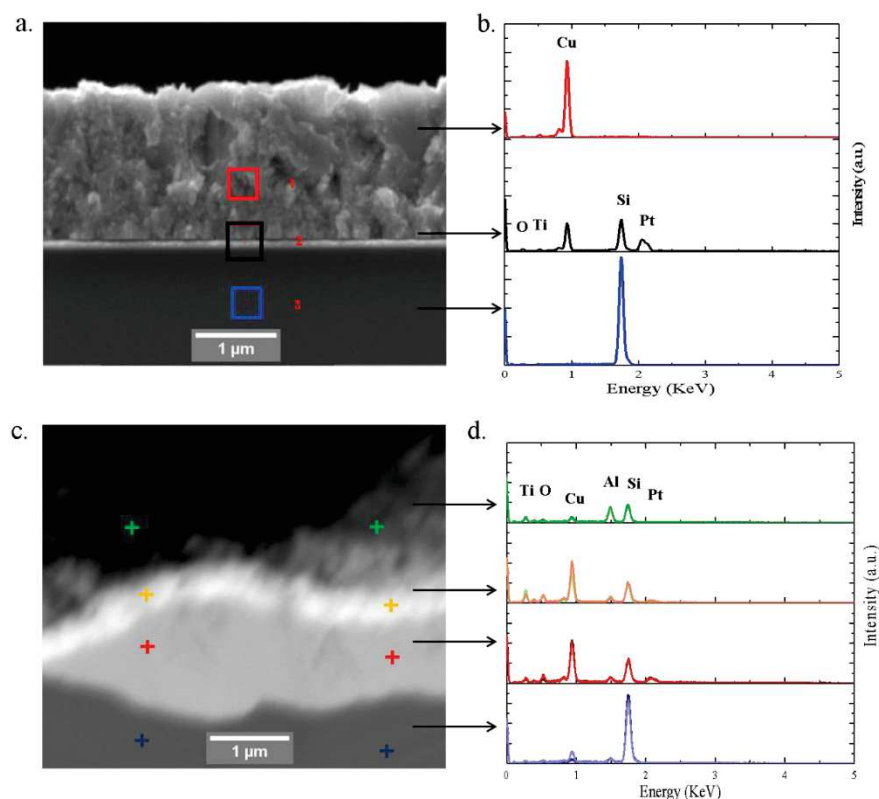 a.
1
2
3
1 µm
b.
Cu
O Ti
Si
Pt
Intensity (a.u.)
0 1 2 3 4 5
Energy (KeV)
c.
1 µm
d.
Ti O Cu Al Si Pt
Intensity (a.u.)
0 1 2 3 4 5
Energy (KeV)